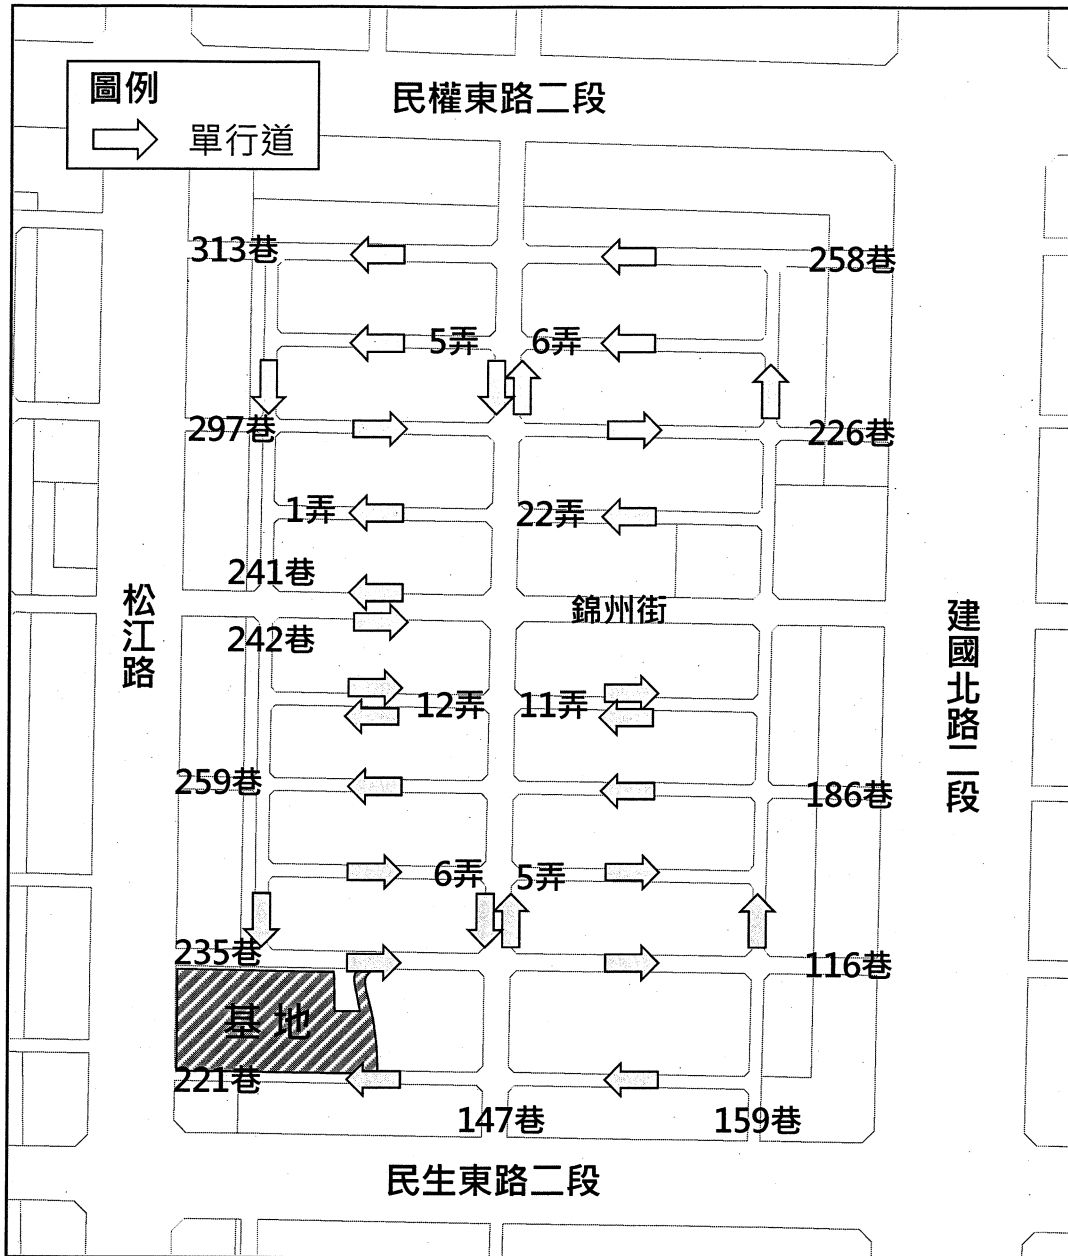 圖例
單行道
民權東路二段
313巷
258巷
5弄
6弄
297巷
226巷
1弄
22弄
241巷
錦州街
242巷
松江路
建國北路二段
12弄
11弄
259巷
186巷
6弄
5弄
235巷
116巷
基地
221巷
147巷
159巷
民生東路二段